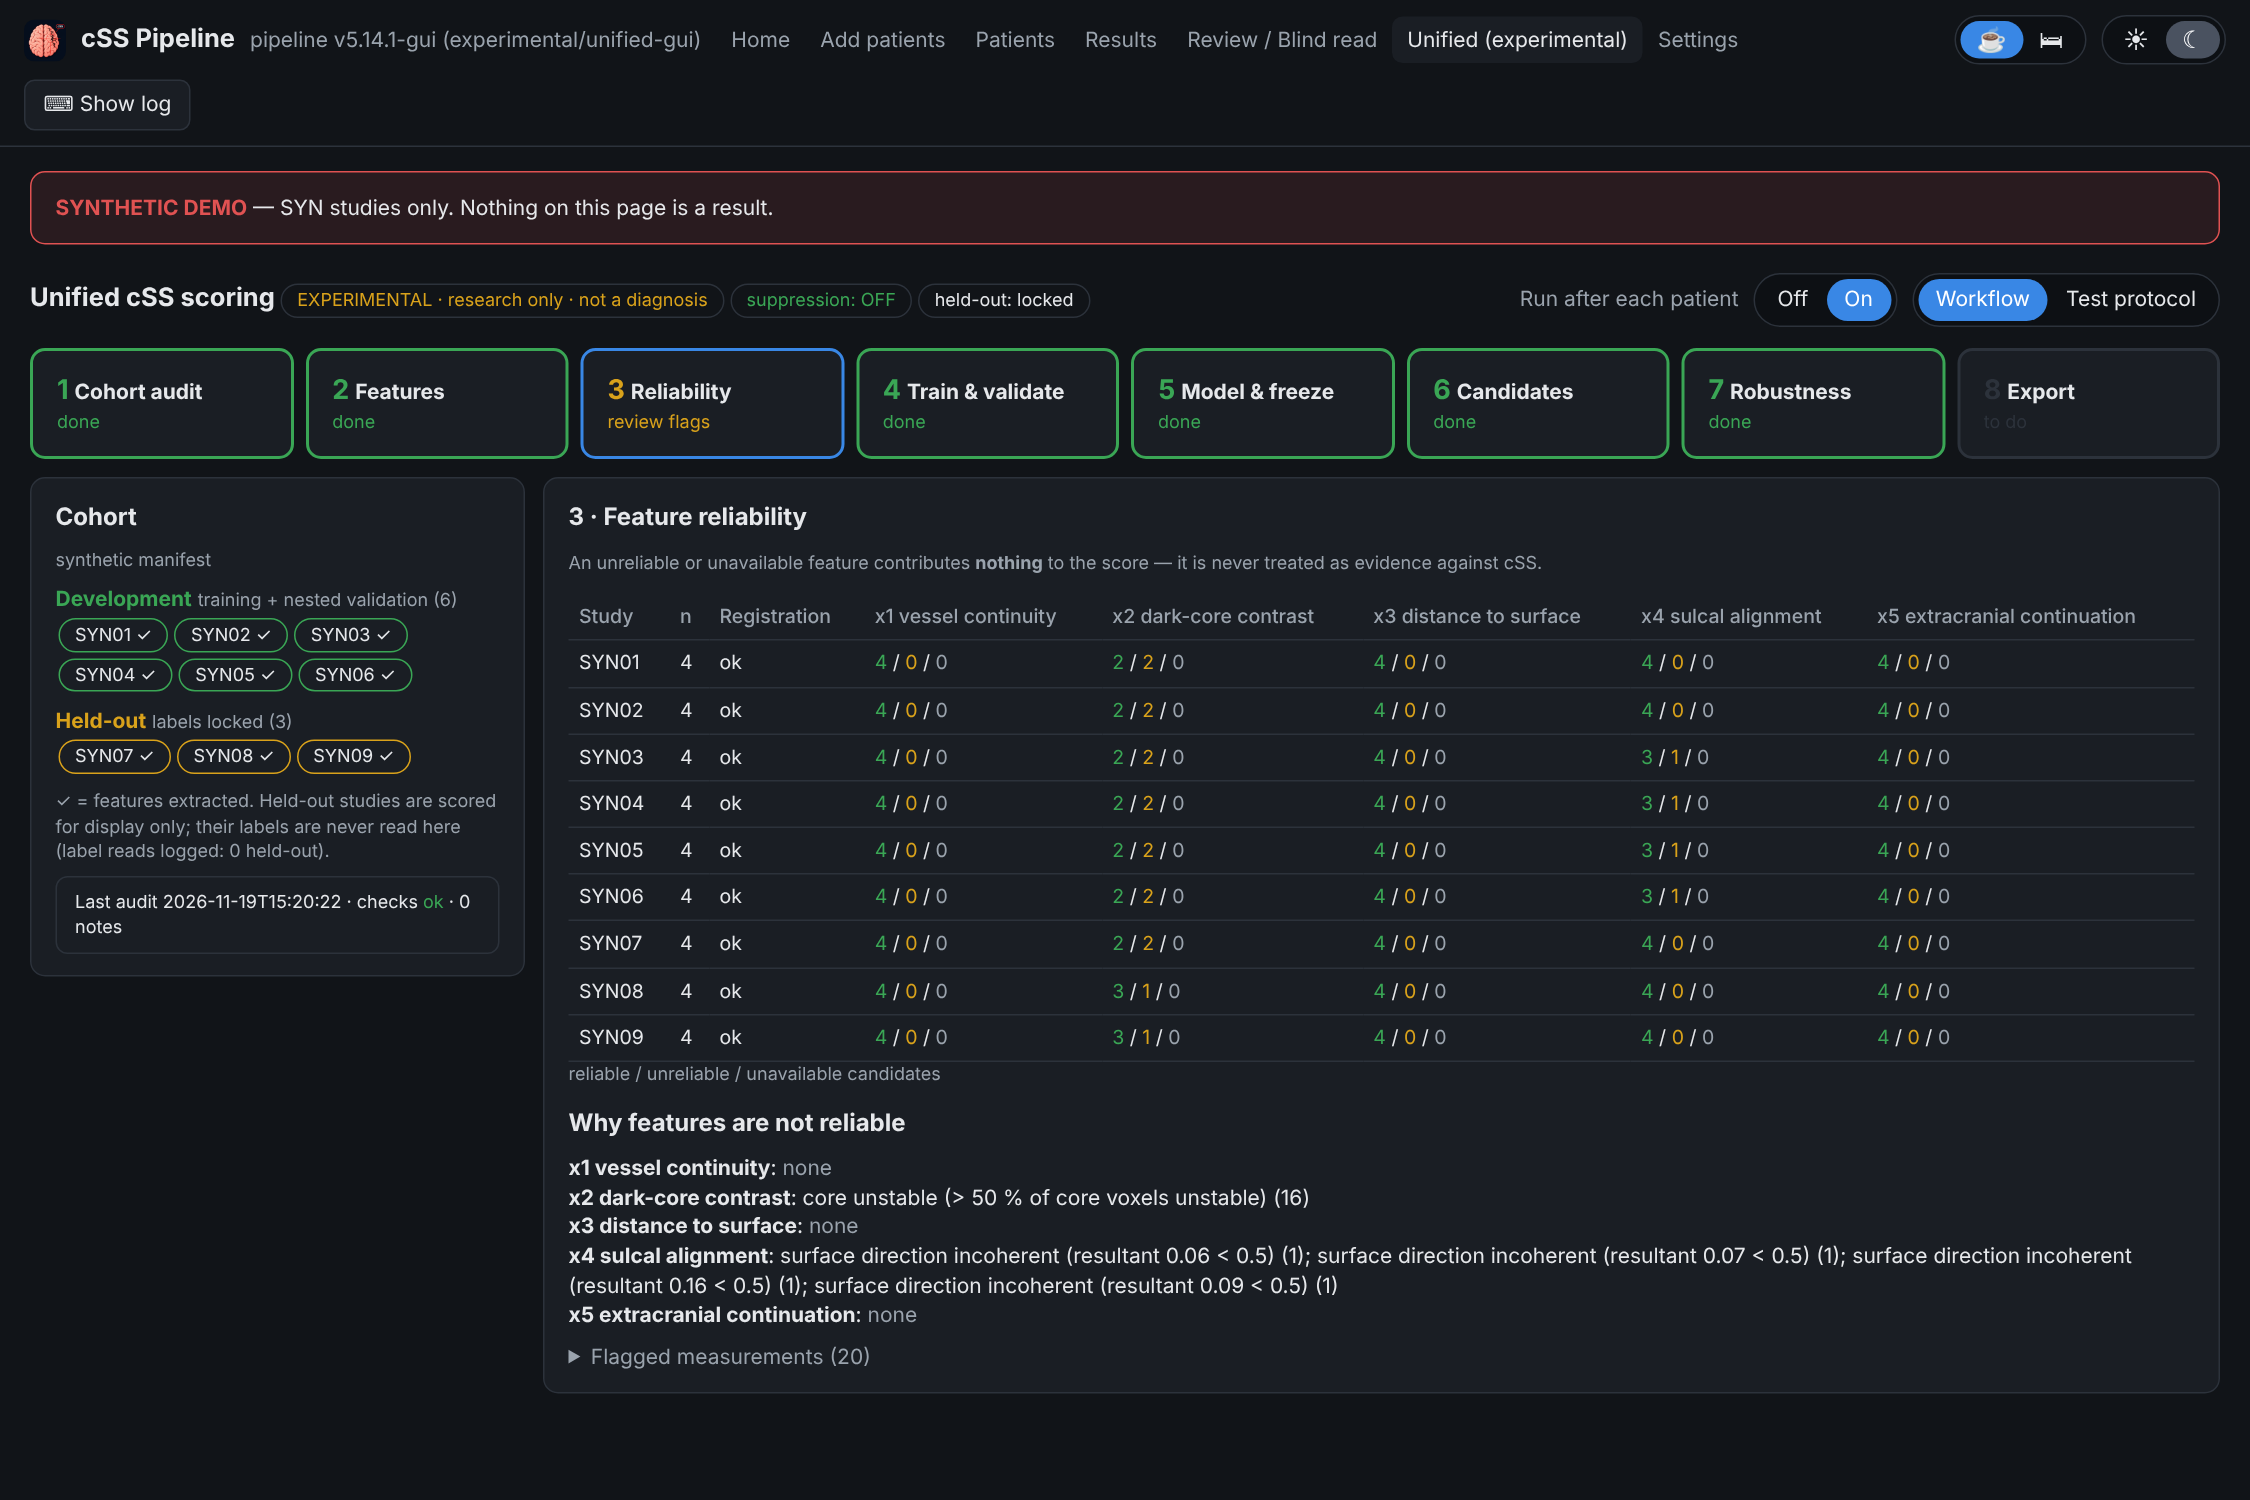 cSS Pipeline pipeline v5.14.1-gui (experimental/unified-gui) Home Add patients Patients Results Review / Blind read Unified (experimental) Settings
Show log
SYNTHETIC DEMO — SYN studies only. Nothing on this page is a result.
Unified cSS scoring EXPERIMENTAL · research only · not a diagnosis suppression: OFF held-out: locked Run after each patient Off On Workflow Test protocol
1 Cohort audit
done
2 Features
done
3 Reliability
review flags
4 Train & validate
done
5 Model & freeze
done
6 Candidates
done
7 Robustness
done
8 Export
to do
Cohort
synthetic manifest
Development training + nested validation (6)
SYN01 ✓ SYN02 ✓ SYN03 ✓
SYN04 ✓ SYN05 ✓ SYN06 ✓
Held-out labels locked (3)
SYN07 ✓ SYN08 ✓ SYN09 ✓
✓ = features extracted. Held-out studies are scored
for display only; their labels are never read here
(label reads logged: 0 held-out).
Last audit 2026-11-19T15:20:22 · checks ok · 0
notes
3 · Feature reliability
An unreliable or unavailable feature contributes nothing to the score — it is never treated as evidence against cSS.
Study n Registration x1 vessel continuity x2 dark-core contrast x3 distance to surface x4 sulcal alignment x5 extracranial continuation
SYN01 4 ok 4 / 0 / 0 2 / 2 / 0 4 / 0 / 0 4 / 0 / 0 4 / 0 / 0
SYN02 4 ok 4 / 0 / 0 2 / 2 / 0 4 / 0 / 0 4 / 0 / 0 4 / 0 / 0
SYN03 4 ok 4 / 0 / 0 2 / 2 / 0 4 / 0 / 0 3 / 1 / 0 4 / 0 / 0
SYN04 4 ok 4 / 0 / 0 2 / 2 / 0 4 / 0 / 0 3 / 1 / 0 4 / 0 / 0
SYN05 4 ok 4 / 0 / 0 2 / 2 / 0 4 / 0 / 0 3 / 1 / 0 4 / 0 / 0
SYN06 4 ok 4 / 0 / 0 2 / 2 / 0 4 / 0 / 0 3 / 1 / 0 4 / 0 / 0
SYN07 4 ok 4 / 0 / 0 2 / 2 / 0 4 / 0 / 0 4 / 0 / 0 4 / 0 / 0
SYN08 4 ok 4 / 0 / 0 3 / 1 / 0 4 / 0 / 0 4 / 0 / 0 4 / 0 / 0
SYN09 4 ok 4 / 0 / 0 3 / 1 / 0 4 / 0 / 0 4 / 0 / 0 4 / 0 / 0
reliable / unreliable / unavailable candidates
Why features are not reliable
x1 vessel continuity: none
x2 dark-core contrast: core unstable (> 50 % of core voxels unstable) (16)
x3 distance to surface: none
x4 sulcal alignment: surface direction incoherent (resultant 0.06 < 0.5) (1); surface direction incoherent (resultant 0.07 < 0.5) (1); surface direction incoherent
(resultant 0.16 < 0.5) (1); surface direction incoherent (resultant 0.09 < 0.5) (1)
x5 extracranial continuation: none
▶ Flagged measurements (20)